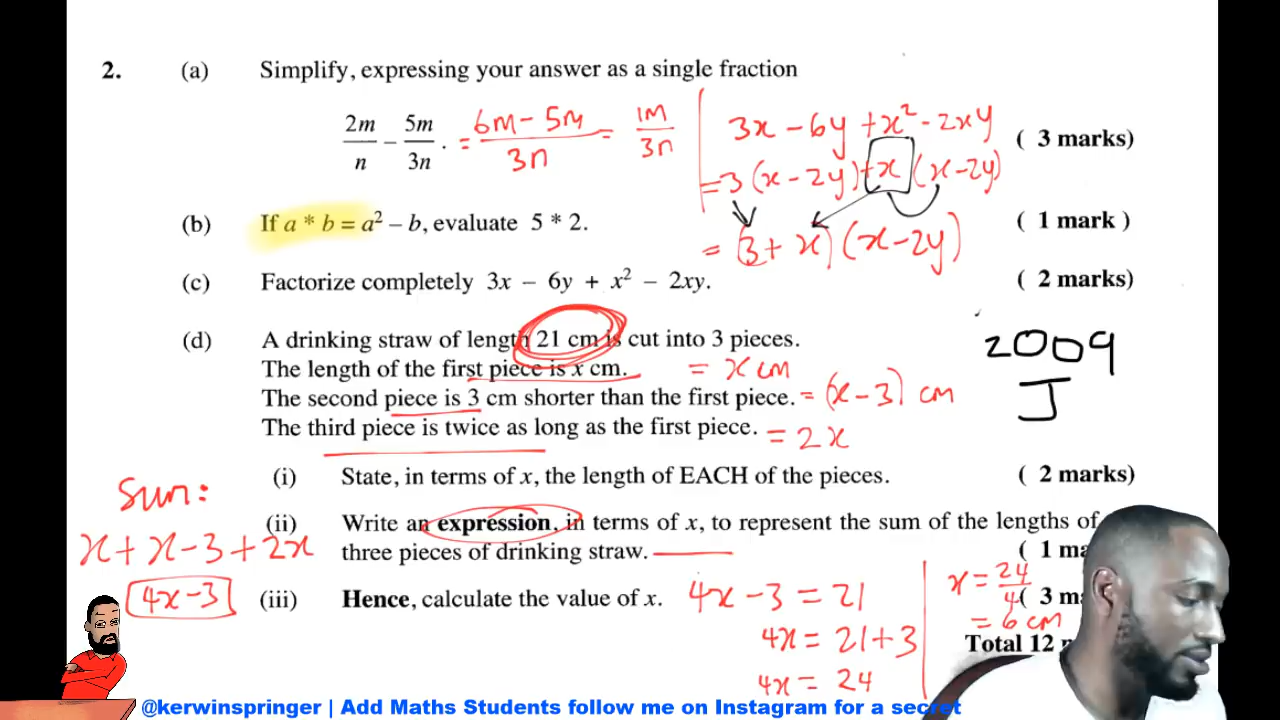 2. (a) Simplify, expressing your answer as a single fraction
2m/n − 5m/3n. = 6m − 5m / 3n = 1m / 3n
( 3 marks)
3x − 6y + x² − 2xy
= 3(x − 2y) + x(x − 2y)
= (3 + x)(x − 2y)
(b) If a * b = a² – b, evaluate 5 * 2. ( 1 mark )
(c) Factorize completely 3x – 6y + x² – 2xy. ( 2 marks)
(d) A drinking straw of length 21 cm is cut into 3 pieces.
The length of the first piece is x cm. = x cm
The second piece is 3 cm shorter than the first piece. = (x − 3) cm
The third piece is twice as long as the first piece. = 2x
2009
J
(i) State, in terms of x, the length of EACH of the pieces. ( 2 marks)
Sum:
x + x − 3 + 2x
4x − 3
(ii) Write an expression, in terms of x, to represent the sum of the lengths of
three pieces of drinking straw. ( 1
(iii) Hence, calculate the value of x. ( 3
4x − 3 = 21
4x = 21 + 3
4x = 24
x = 24/4
= 6 cm
Total 12
@kerwinspringer | Add Maths Students follow me on Instagram for a secret